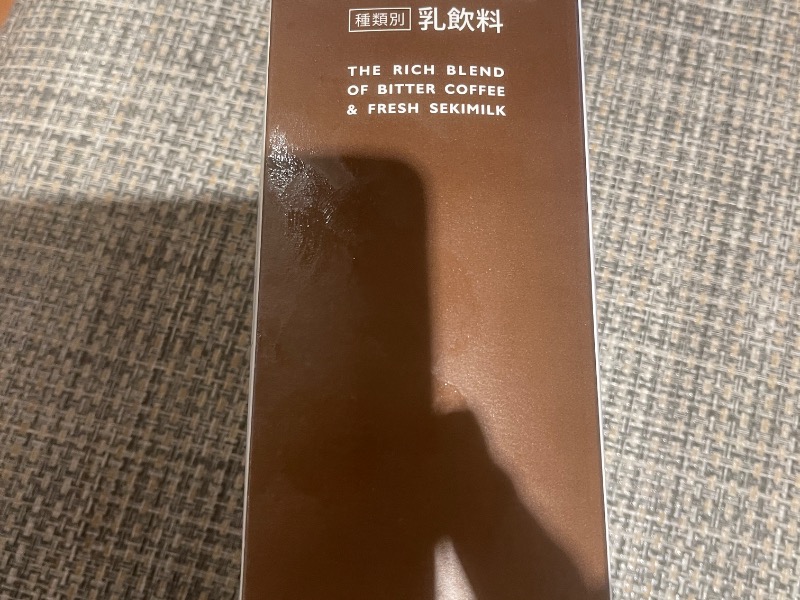 種類別 乳飲料
THE RICH BLEND
OF BITTER COFFEE
& FRESH SEKIMILK